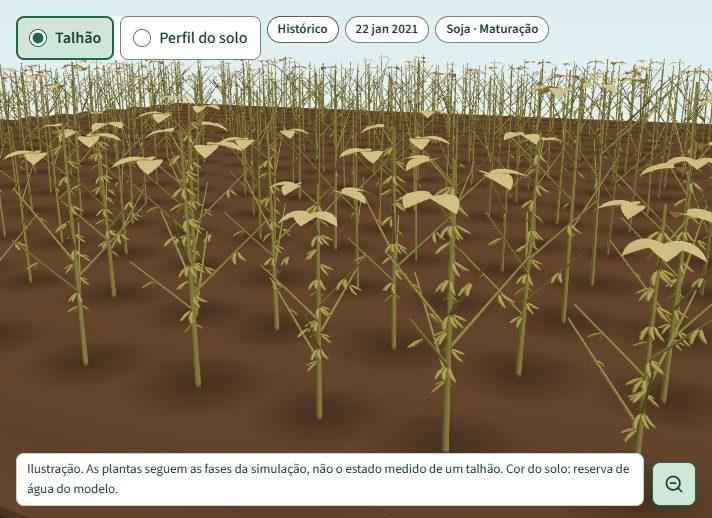 Talhão
Perfil do solo
Histórico
22 jan 2021
Soja · Maturação
Ilustração. As plantas seguem as fases da simulação, não o estado medido de um talhão. Cor do solo: reserva de
água do modelo.